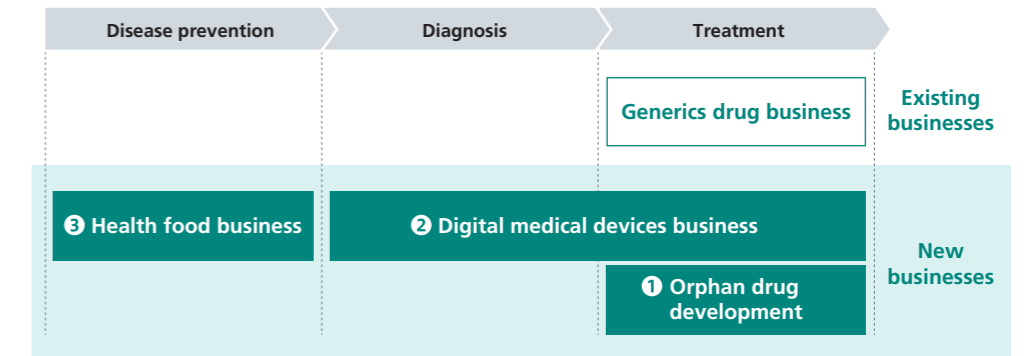 Disease prevention
Diagnosis
Treatment
Generics drug business
Existing
businesses
❸ Health food business
❷ Digital medical devices business
❶ Orphan drug
development
New
businesses